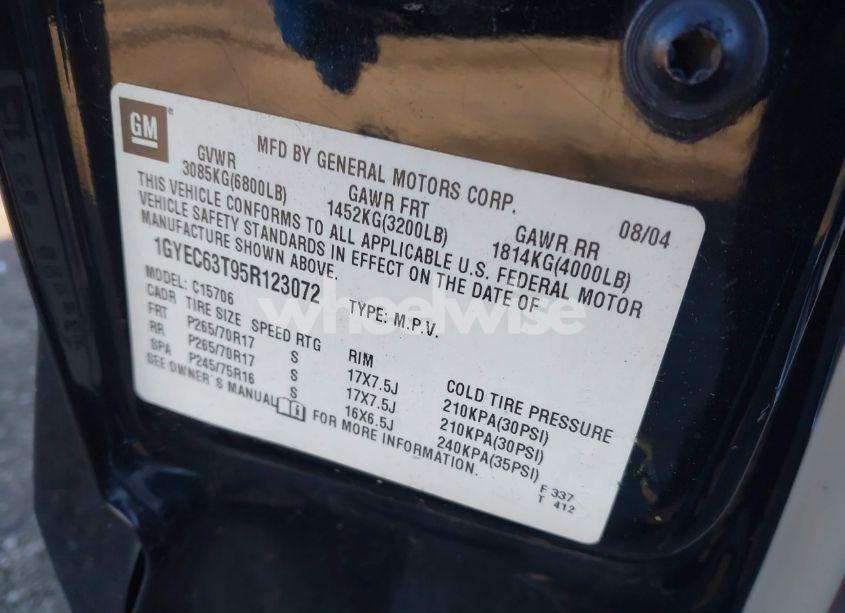 GM
MFD BY GENERAL MOTORS CORP.
08/04
GVWR GAWR FRT GAWR RR
3085KG(6800LB) 1452KG(3200LB) 1814KG(4000LB)
THIS VEHICLE CONFORMS TO ALL APPLICABLE U.S. FEDERAL MOTOR
VEHICLE SAFETY STANDARDS IN EFFECT ON THE DATE OF
MANUFACTURE SHOWN ABOVE.
1GYEC63T95R123072 TYPE: M.P.V.
MODEL: C15706
CADR TIRE SIZE SPEED RTG RIM COLD TIRE PRESSURE
FRT P265/70R17 S 17X7.5J 210KPA(30PSI)
RR P265/70R17 S 17X7.5J 210KPA(30PSI)
SPA P245/75R16 S 16X6.5J 240KPA(35PSI)
SEE OWNER'S MANUAL FOR MORE INFORMATION.
F 337
T 412
wheelwise